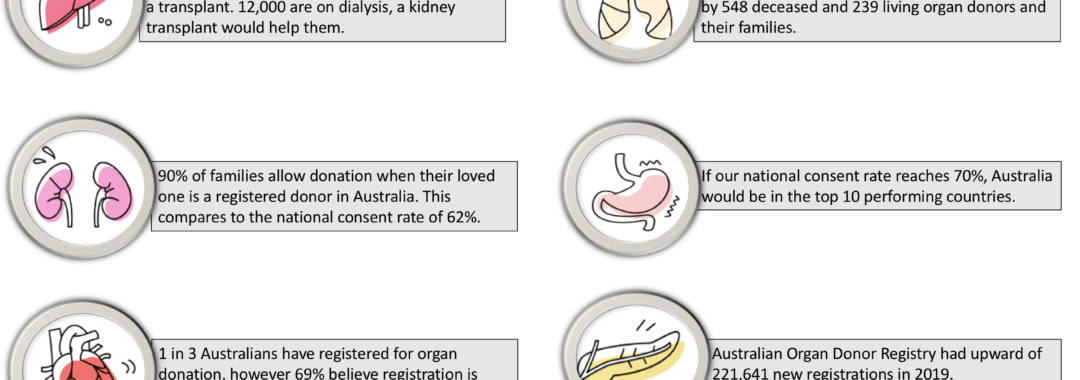 a transplant. 12,000 are on dialysis, a kidney
transplant would help them.
by 548 deceased and 239 living organ donors and
their families.
90% of families allow donation when their loved
one is a registered donor in Australia. This
compares to the national consent rate of 62%.
If our national consent rate reaches 70%, Australia
would be in the top 10 performing countries.
1 in 3 Australians have registered for organ
donation, however 69% believe registration is
Australian Organ Donor Registry had upward of
221,641 new registrations in 2019.